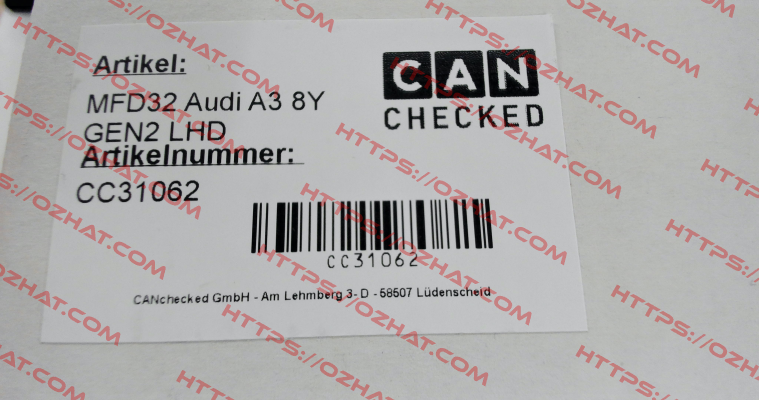 Artikel:
MFD32 Audi A3 8Y
GEN2 LHD
Artikelnummer:
CC31062
CAN
CHECKED
CC31062
CANchecked GmbH - Am Lehmberg 3- D - 58507 Lüdenscheid
HTTPS://OZHAT.COM